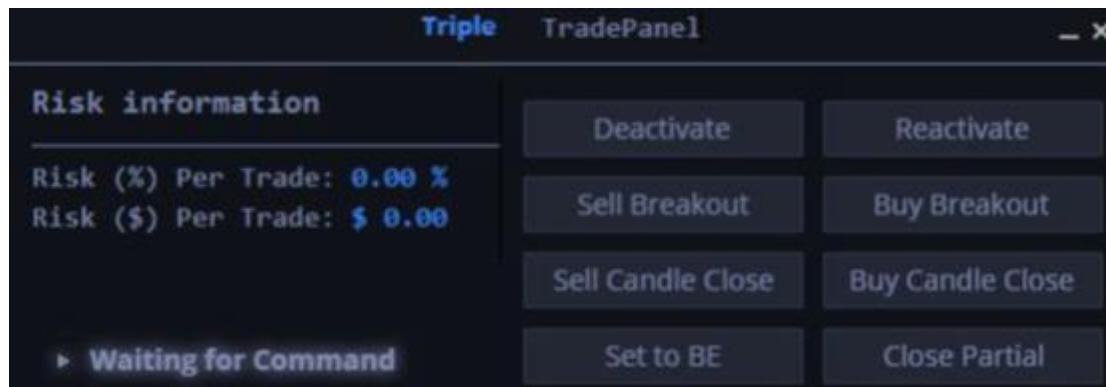 Triple TradePanel
Risk information
Risk (%) Per Trade: 0.00 %
Risk ($) Per Trade: $ 0.00
Waiting for Command
Deactivate Reactivate
Sell Breakout Buy Breakout
Sell Candle Close Buy Candle Close
Set to BE Close Partial